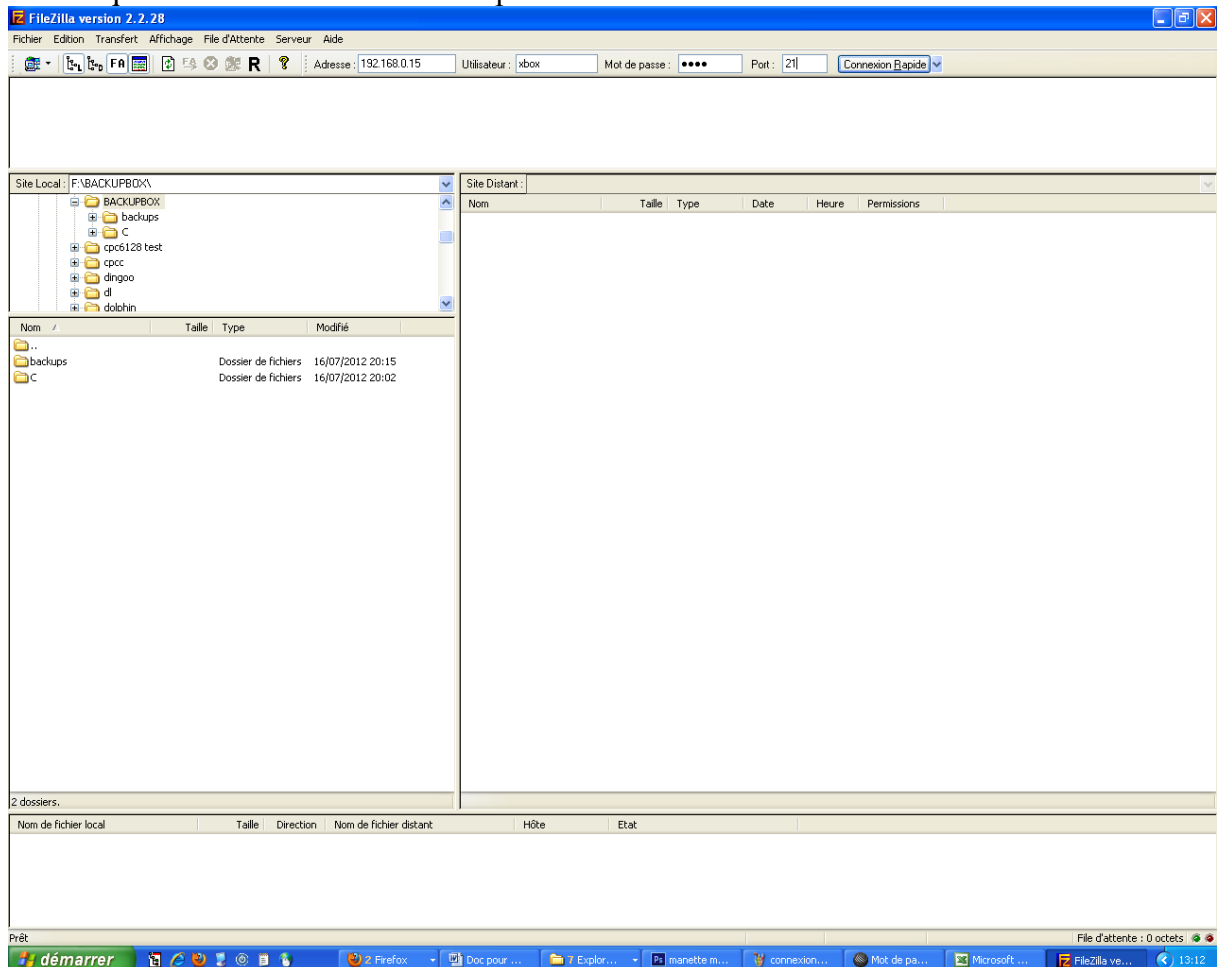 FileZilla version 2.2.28
Fichier Edition Transfert Affichage File d'Attente Serveur Aide
Adresse : 192.168.0.15 Utilisateur : xbox Mot de passe : •••• Port : 21 Connexion Rapide
Site Local : F:\BACKUPBOX\ Site Distant :
BACKUPBOX
backups
C
cpc6128 test
cpcc
dingoo
dl
dolphin
Nom Taille Type Date Heure Permissions
Nom Taille Type Modifié
..
backups Dossier de fichiers 16/07/2012 20:15
C Dossier de fichiers 16/07/2012 20:02
2 dossiers.
Nom de fichier local Taille Direction Nom de fichier distant Hôte Etat
Prêt File d'attente : 0 octets
démarrer 2 Firefox Doc pour ... 7 Explor... manette m... connexion... Mot de pa... Microsoft ... FileZilla ve... 13:12